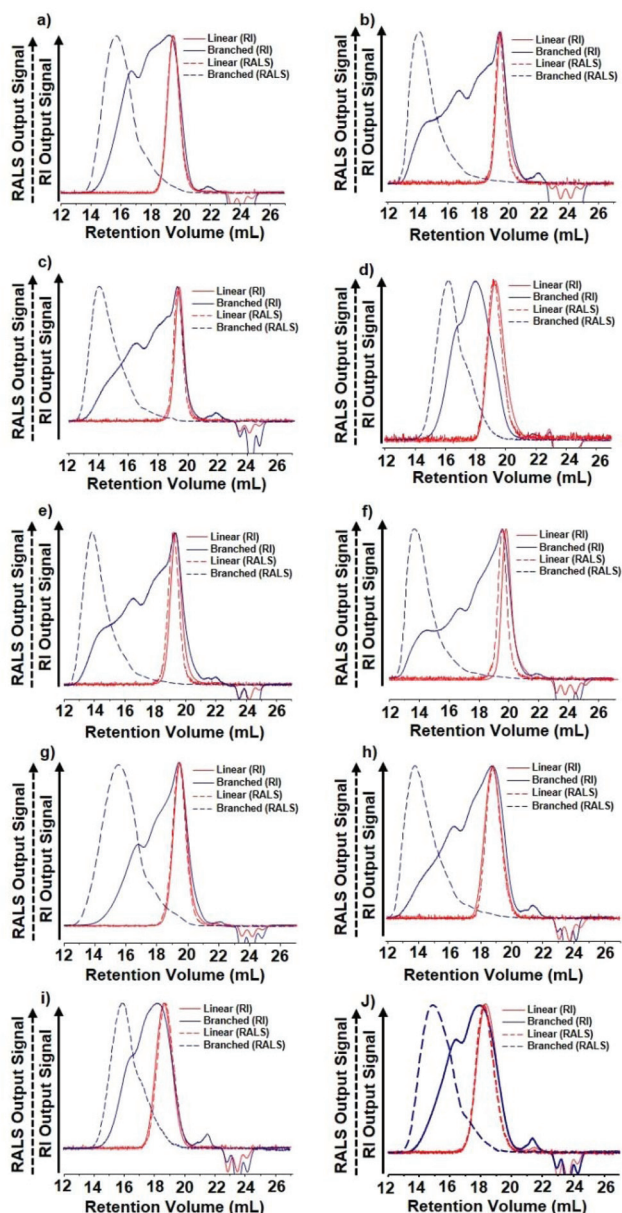 a)
RALS Output Signal
RI Output Signal
Linear (RI)
Branched (RI)
Linear (RALS)
Branched (RALS)
12 14 16 18 20 22 24 26
Retention Volume (mL)
b)
RALS Output Signal
RI Output Signal
Linear (RI)
Branched (RI)
Linear (RALS)
Branched (RALS)
12 14 16 18 20 22 24 26
Retention Volume (mL)
c)
RALS Output Signal
RI Output Signal
Linear (RI)
Branched (RI)
Linear (RALS)
Branched (RALS)
12 14 16 18 20 22 24 26
Retention Volume (mL)
d)
RALS Output Signal
RI Output Signal
Linear (RI)
Branched (RI)
Linear (RALS)
Branched (RALS)
12 14 16 18 20 22 24 26
Retention Volume (mL)
e)
RALS Output Signal
RI Output Signal
Linear (RI)
Branched (RI)
Linear (RALS)
Branched (RALS)
12 14 16 18 20 22 24 26
Retention Volume (mL)
f)
RALS Output Signal
RI Output Signal
Linear (RI)
Branched (RI)
Linear (RALS)
Branched (RALS)
12 14 16 18 20 22 24 26
Retention Volume (mL)
g)
RALS Output Signal
RI Output Signal
Linear (RI)
Branched (RI)
Linear (RALS)
Branched (RALS)
12 14 16 18 20 22 24 26
Retention Volume (mL)
h)
RALS Output Signal
RI Output Signal
Linear (RI)
Branched (RI)
Linear (RALS)
Branched (RALS)
12 14 16 18 20 22 24 26
Retention Volume (mL)
i)
RALS Output Signal
RI Output Signal
Linear (RI)
Branched (RI)
Linear (RALS)
Branched (RALS)
12 14 16 18 20 22 24 26
Retention Volume (mL)
J)
RALS Output Signal
RI Output Signal
Linear (RI)
Branched (RI)
Linear (RALS)
Branched (RALS)
12 14 16 18 20 22 24 26
Retention Volume (mL)